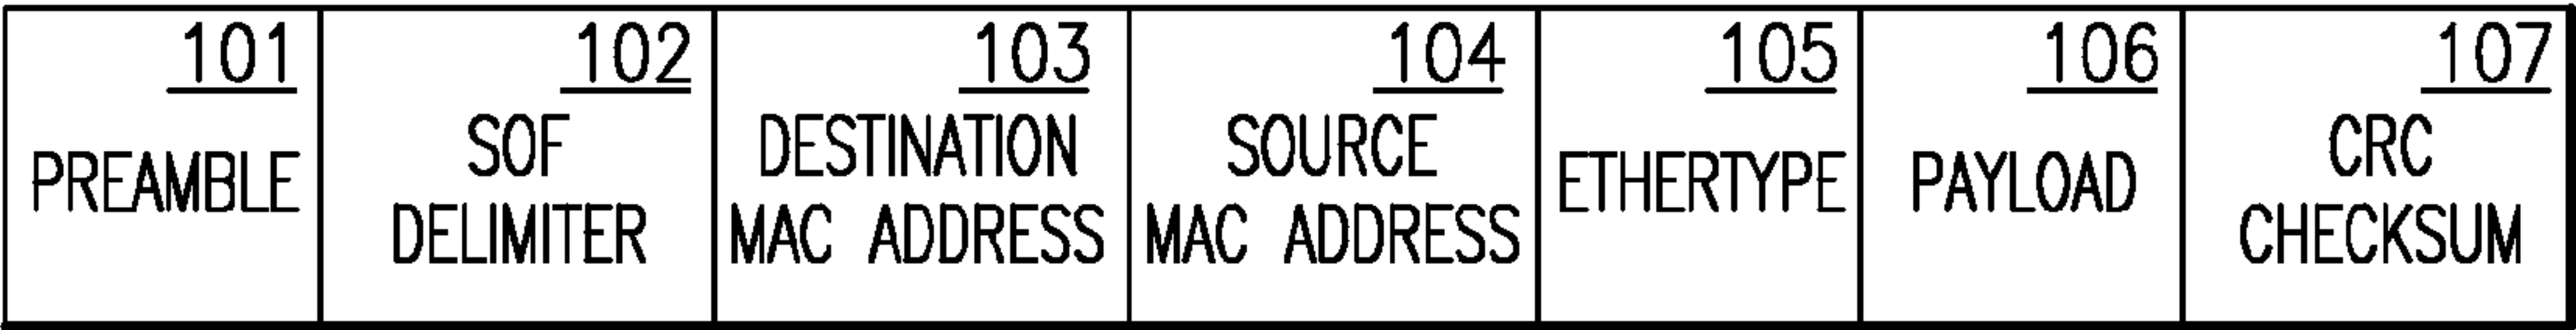 101
PREAMBLE
102
SOF
DELIMITER
103
DESTINATION
MAC ADDRESS
104
SOURCE
MAC ADDRESS
105
ETHERTYPE
106
PAYLOAD
107
CRC
CHECKSUM